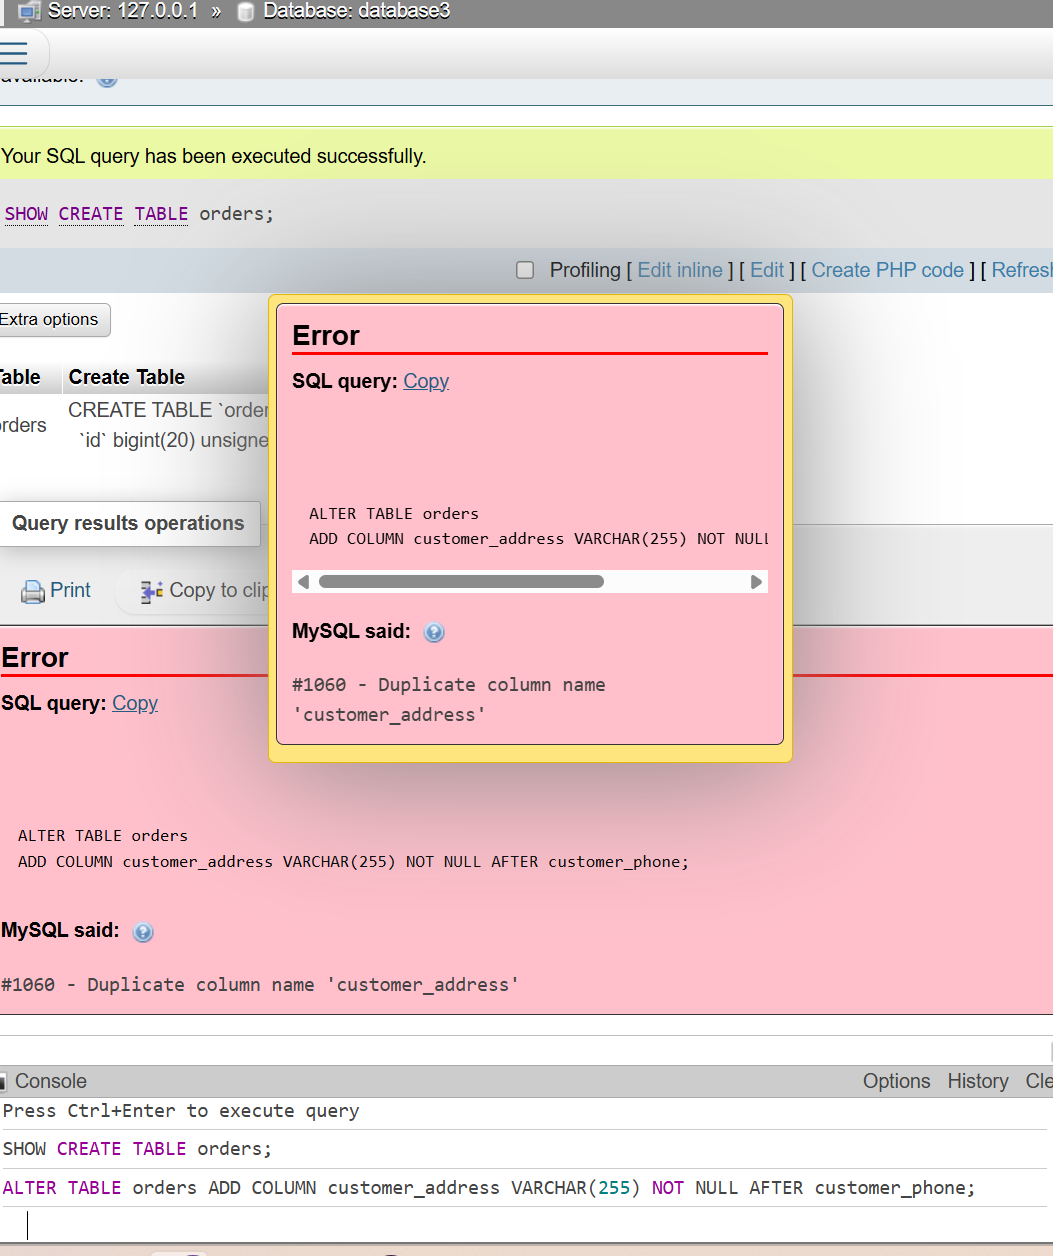 Server: 127.0.0.1 » Database: database3
available.
Your SQL query has been executed successfully.
SHOW CREATE TABLE orders;
Profiling [ Edit inline ] [ Edit ] [ Create PHP code ] [ Refresh
Extra options
Table Create Table
orders
CREATE TABLE `order
`id` bigint(20) unsigne
Query results operations
Print Copy to clip
Error
SQL query: Copy
ALTER TABLE orders
ADD COLUMN customer_address VARCHAR(255) NOT NULL
MySQL said:
#1060 - Duplicate column name
'customer_address'
Error
SQL query: Copy
ALTER TABLE orders
ADD COLUMN customer_address VARCHAR(255) NOT NULL AFTER customer_phone;
MySQL said:
#1060 - Duplicate column name 'customer_address'
Console Options History Cle
Press Ctrl+Enter to execute query
SHOW CREATE TABLE orders;
ALTER TABLE orders ADD COLUMN customer_address VARCHAR(255) NOT NULL AFTER customer_phone;